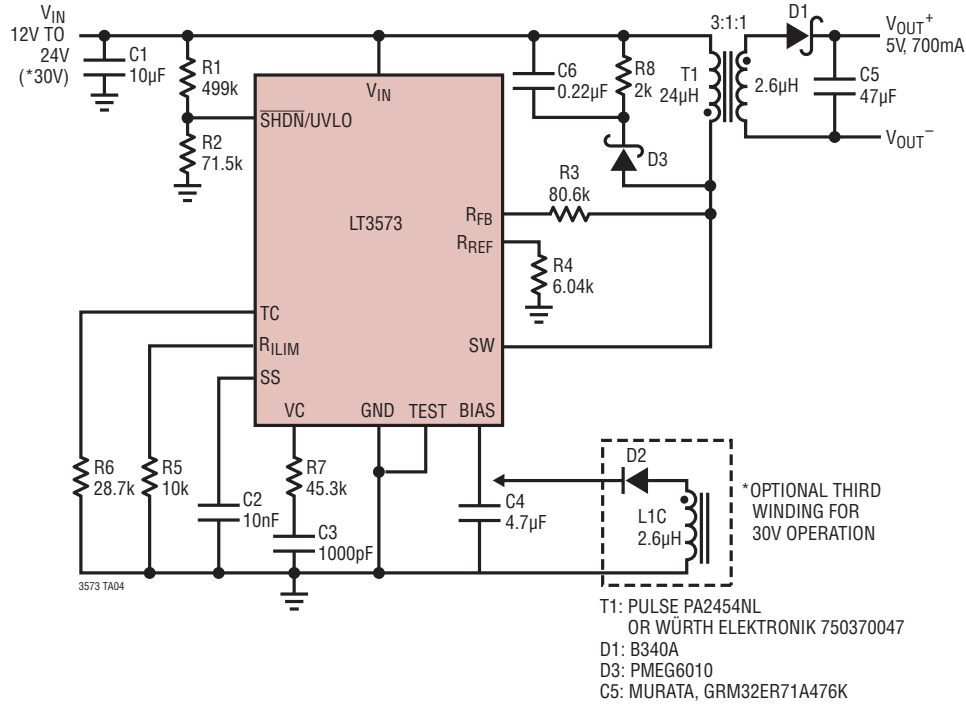 VIN
12V TO
24V
(*30V)
C1
10µF
R1
499k
R2
71.5k
VIN
SHDN/UVLO
LT3573
RFB
RREF
SW
TC
RILIM
SS
VC
GND
TEST
BIAS
C6
0.22µF
R8
2k
T1
24µH
3:1:1
2.6µH
D1
VOUT+
5V, 700mA
C5
47µF
VOUT–
D3
R3
80.6k
R4
6.04k
R6
28.7k
R5
10k
C2
10nF
R7
45.3k
C3
1000pF
C4
4.7µF
D2
L1C
2.6µH
*OPTIONAL THIRD
WINDING FOR
30V OPERATION
3573 TA04
T1: PULSE PA2454NL
OR WÜRTH ELEKTRONIK 750370047
D1: B340A
D3: PMEG6010
C5: MURATA, GRM32ER71A476K